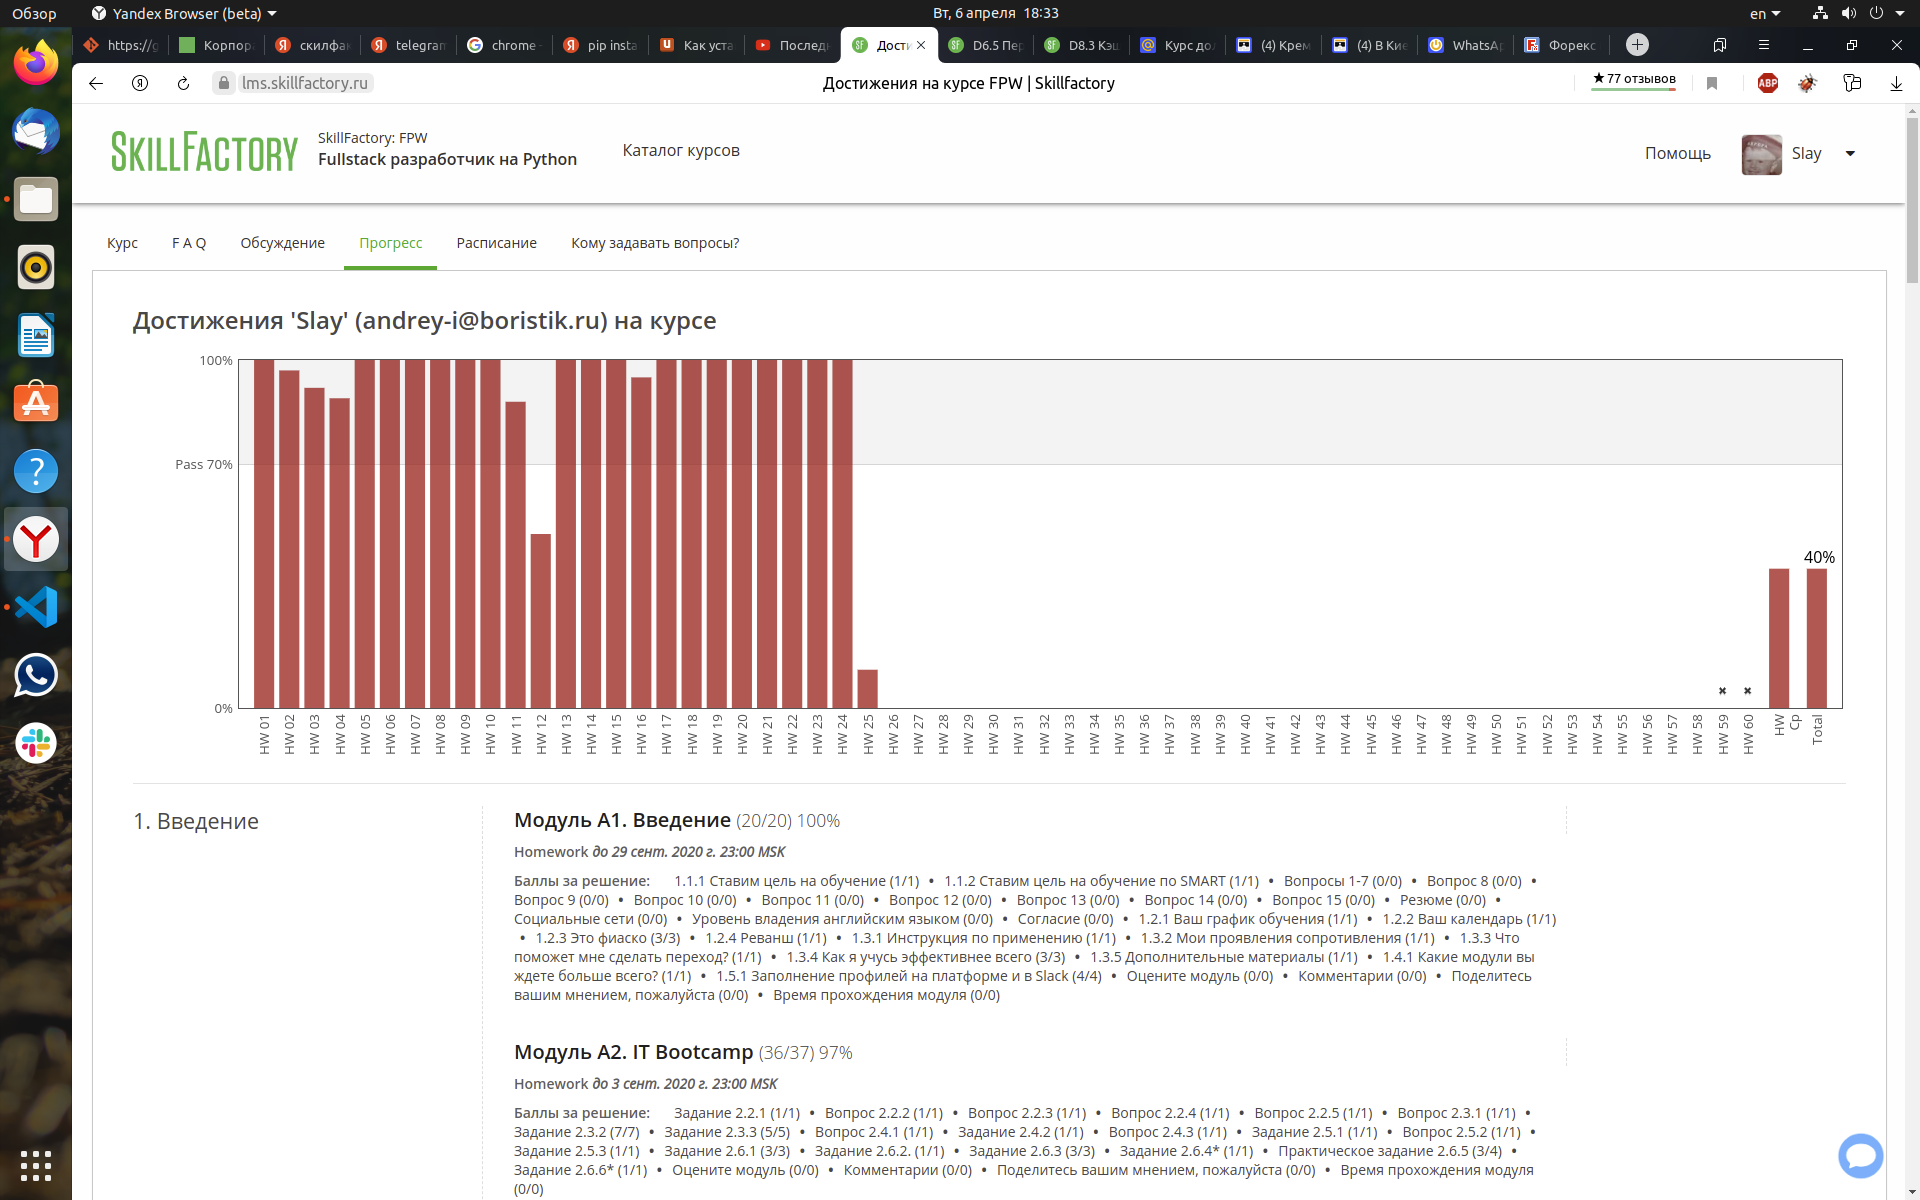 Обзор
Yandex Browser (beta)
Вт, 6 апреля 18:33
en
https://g
Корпора
скилфак
telegram
chrome -
pip insta
Как уста
Последн
Дости
D6.5 Пер
D8.3 Кэш
Курс дол
(4) Крем
(4) В Кие
WhatsAp
Форекс
lms.skillfactory.ru
Достижения на курсе FPW | Skillfactory
★77 отзывов
ABP
SKILLFACTORY
SkillFactory: FPW
Fullstack разработчик на Python
Каталог курсов
Помощь
Slay
Курс
F A Q
Обсуждение
Прогресс
Расписание
Кому задавать вопросы?
Достижения 'Slay' (andrey-i@boristik.ru) на курсе
100%
Pass 70%
0%
40%
HW 01
HW 02
HW 03
HW 04
HW 05
HW 06
HW 07
HW 08
HW 09
HW 10
HW 11
HW 12
HW 13
HW 14
HW 15
HW 16
HW 17
HW 18
HW 19
HW 20
HW 21
HW 22
HW 23
HW 24
HW 25
HW 26
HW 27
HW 28
HW 29
HW 30
HW 31
HW 32
HW 33
HW 34
HW 35
HW 36
HW 37
HW 38
HW 39
HW 40
HW 41
HW 42
HW 43
HW 44
HW 45
HW 46
HW 47
HW 48
HW 49
HW 50
HW 51
HW 52
HW 53
HW 54
HW 55
HW 56
HW 57
HW 58
HW 59
HW 60
HW
Ср
Total
1. Введение
Модуль А1. Введение (20/20) 100%
Homework до 29 сент. 2020 г. 23:00 MSK
Баллы за решение: 1.1.1 Ставим цель на обучение (1/1) • 1.1.2 Ставим цель на обучение по SMART (1/1) • Вопросы 1-7 (0/0) • Вопрос 8 (0/0) •
Вопрос 9 (0/0) • Вопрос 10 (0/0) • Вопрос 11 (0/0) • Вопрос 12 (0/0) • Вопрос 13 (0/0) • Вопрос 14 (0/0) • Вопрос 15 (0/0) • Резюме (0/0) •
Социальные сети (0/0) • Уровень владения английским языком (0/0) • Согласие (0/0) • 1.2.1 Ваш график обучения (1/1) • 1.2.2 Ваш календарь (1/1)
• 1.2.3 Это фиаско (3/3) • 1.2.4 Реванш (1/1) • 1.3.1 Инструкция по применению (1/1) • 1.3.2 Мои проявления сопротивления (1/1) • 1.3.3 Что
поможет мне сделать переход? (1/1) • 1.3.4 Как я учусь эффективнее всего (3/3) • 1.3.5 Дополнительные материалы (1/1) • 1.4.1 Какие модули вы
ждете больше всего? (1/1) • 1.5.1 Заполнение профилей на платформе и в Slack (4/4) • Оцените модуль (0/0) • Комментарии (0/0) • Поделитесь
вашим мнением, пожалуйста (0/0) • Время прохождения модуля (0/0)
Модуль А2. IT Bootcamp (36/37) 97%
Homework до 3 сент. 2020 г. 23:00 MSK
Баллы за решение: Задание 2.2.1 (1/1) • Вопрос 2.2.2 (1/1) • Вопрос 2.2.3 (1/1) • Вопрос 2.2.4 (1/1) • Вопрос 2.2.5 (1/1) • Вопрос 2.3.1 (1/1) •
Задание 2.3.2 (7/7) • Задание 2.3.3 (5/5) • Вопрос 2.4.1 (1/1) • Задание 2.4.2 (1/1) • Вопрос 2.4.3 (1/1) • Задание 2.5.1 (1/1) • Вопрос 2.5.2 (1/1) •
Задание 2.5.3 (1/1) • Задание 2.6.1 (3/3) • Задание 2.6.2. (1/1) • Задание 2.6.3 (3/3) • Задание 2.6.4* (1/1) • Практическое задание 2.6.5 (3/4) •
Задание 2.6.6* (1/1) • Оцените модуль (0/0) • Комментарии (0/0) • Поделитесь вашим мнением, пожалуйста (0/0) • Время прохождения модуля
(0/0)